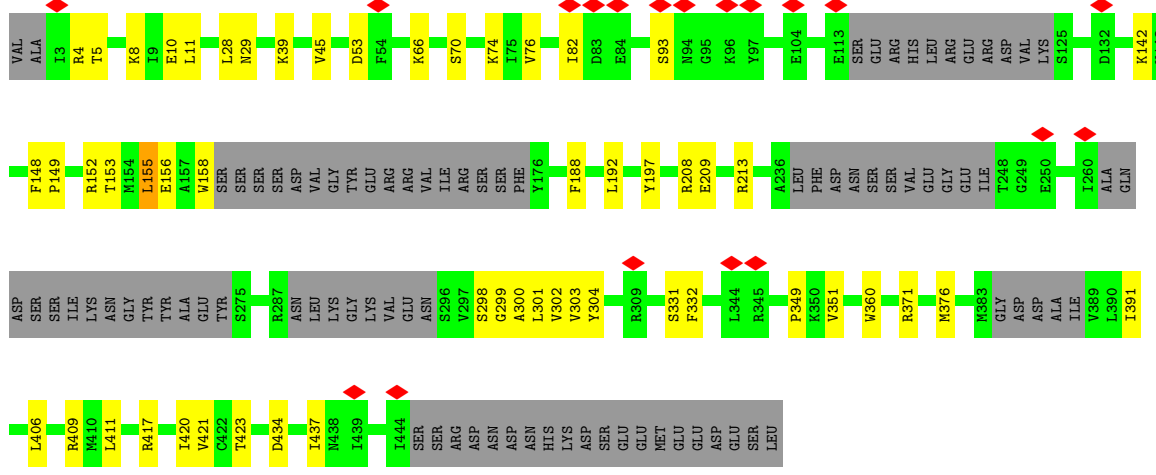 VAL ALA I3 R4 T5 K8 I9 E10 L11 L28 N29 K39 V45 D53 F54 K66 S70 K74 I75 V76 I82 D83 E84 S93 N94 G95 K96 Y97 E104 E113 SER GLU ARG HIS LEU ARG GLU ARG ASP VAL LYS S125 D132 K142
F148 P149 R152 T153 M154 L155 E156 A157 W158 SER SER SER SER ASP VAL GLY TYR GLU ARG ARG VAL ILE ARG SER SER PHE Y176 F188 L192 Y197 R208 E209 R213 A236 LEU PHE ASP ASN SER SER VAL GLU GLY GLU ILE T248 G249 E250 I260 ALA GLN
ASP SER SER ILE LYS ASN GLY TYR TYR ALA GLU TYR S275 R287 ASN LEU LYS GLY LYS VAL GLU ASN S296 V297 S298 G299 A300 L301 V302 V303 Y304 R309 S331 F332 L344 R345 P349 K350 V351 W360 R371 M376 M383 GLY ASP ASP ALA ILE V389 L390 I391
L406 R409 M410 L411 R417 I420 V421 C422 T423 D434 I437 N438 I439 I444 SER SER ARG ASP ASN ASP ASN HIS LYS ASP SER GLU GLU MET GLU GLU ASP GLU SER LEU